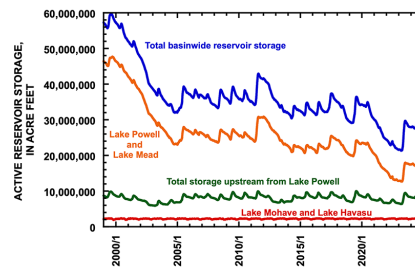 ACTIVE RESERVOIR STORAGE,
IN ACRE FEET
60,000,000
50,000,000
40,000,000
30,000,000
20,000,000
10,000,000
0
Total basinwide reservoir storage
Lake Powell
and
Lake Mead
Total storage upstream from Lake Powell
Lake Mohave and Lake Havasu
2000/1
2005/1
2010/1
2015/1
2020/1